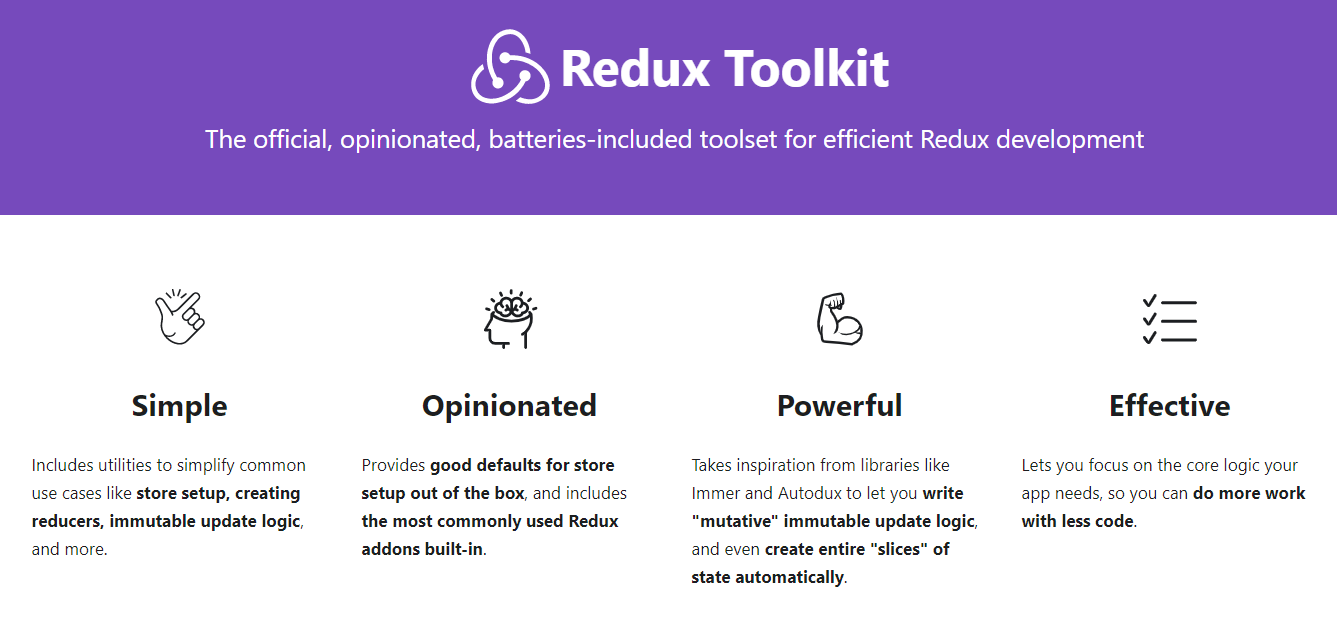 Redux Toolkit
The official, opinionated, batteries-included toolset for efficient Redux development
Simple
Includes utilities to simplify common
use cases like store setup, creating
reducers, immutable update logic,
and more.
Opinionated
Provides good defaults for store
setup out of the box, and includes
the most commonly used Redux
addons built-in.
Powerful
Takes inspiration from libraries like
Immer and Autodux to let you write
"mutative" immutable update logic,
and even create entire "slices" of
state automatically.
Effective
Lets you focus on the core logic your
app needs, so you can do more work
with less code.